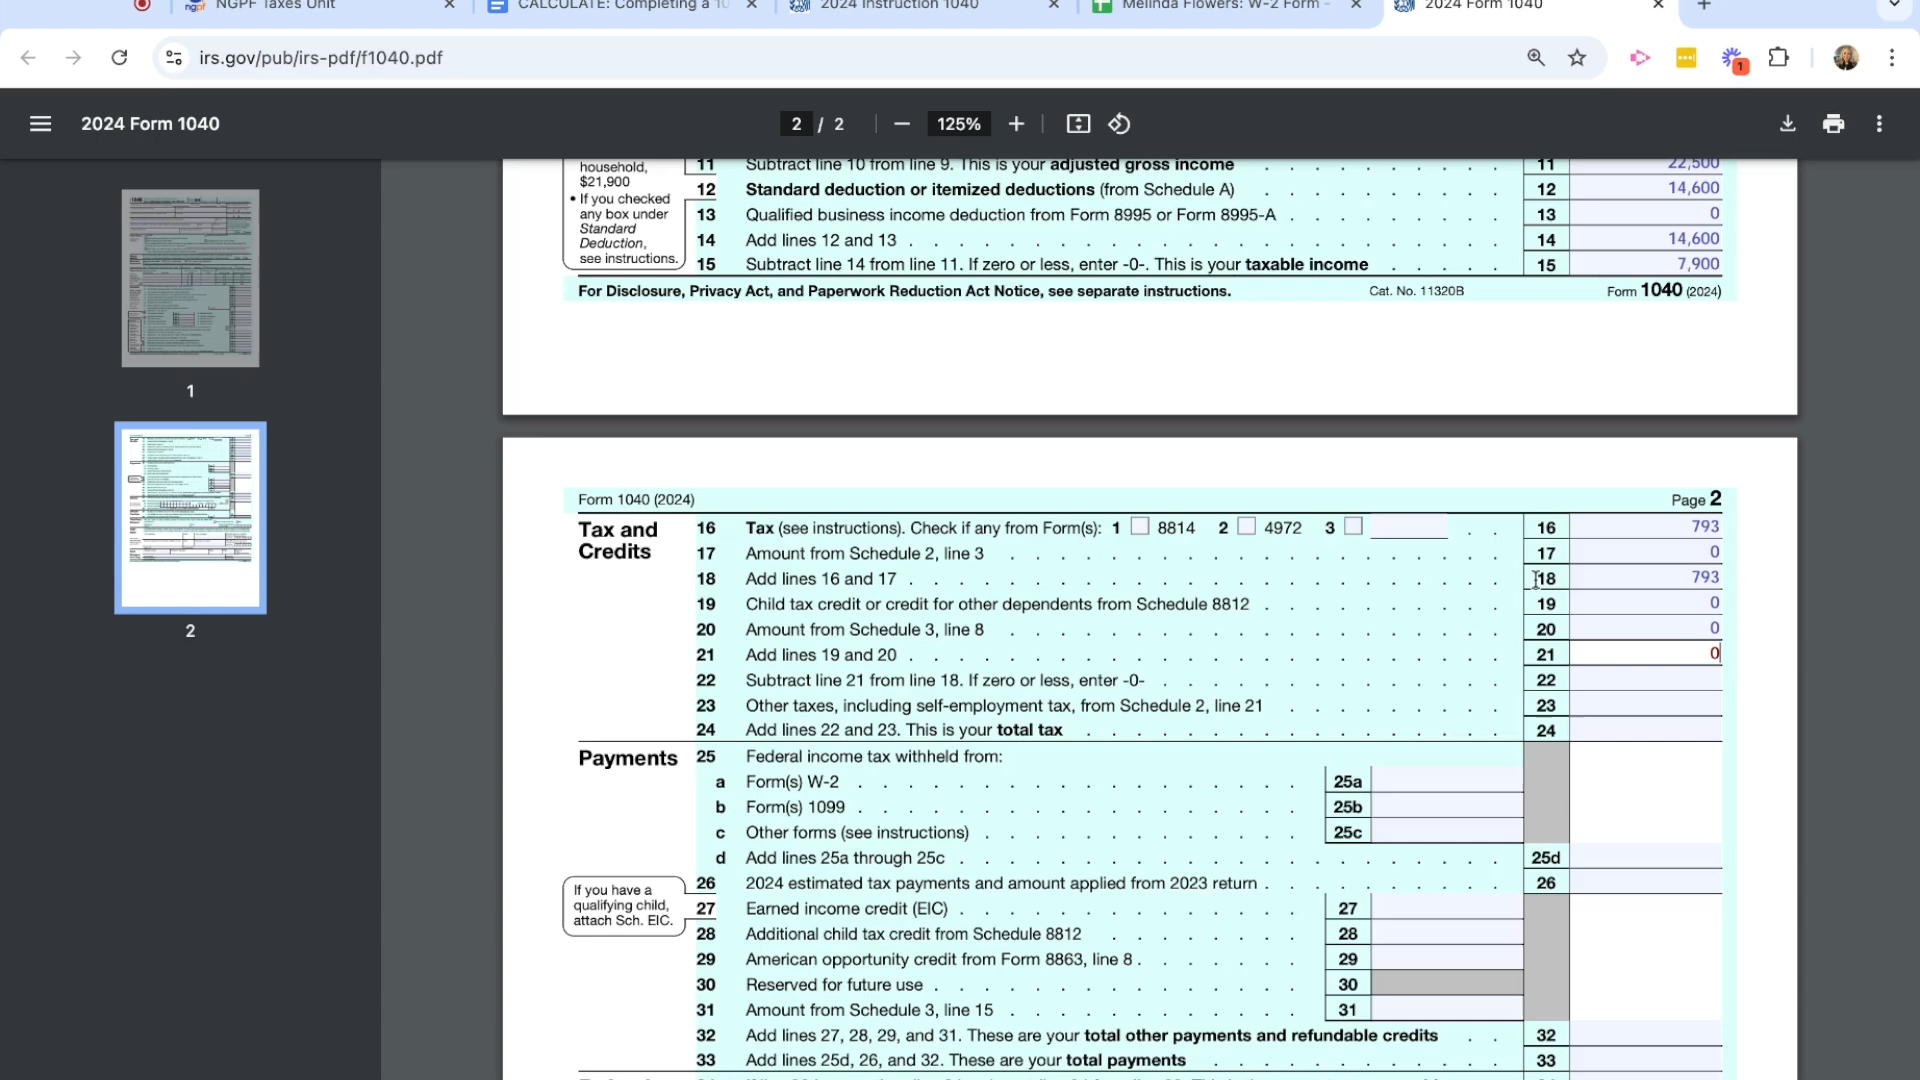 NGPF Taxes Unit
CALCULATE: Completing a 10
2024 Instruction 1040
Melinda Flowers: W-2 Form -
2024 Form 1040
irs.gov/pub/irs-pdf/f1040.pdf
1
2024 Form 1040
2 / 2
125%
1
2
household,
$21,900
• If you checked
any box under
Standard
Deduction,
see instructions.
11 Subtract line 10 from line 9. This is your adjusted gross income 11 22,500
12 Standard deduction or itemized deductions (from Schedule A) 12 14,600
13 Qualified business income deduction from Form 8995 or Form 8995-A 13 0
14 Add lines 12 and 13 14 14,600
15 Subtract line 14 from line 11. If zero or less, enter -0-. This is your taxable income 15 7,900
For Disclosure, Privacy Act, and Paperwork Reduction Act Notice, see separate instructions. Cat. No. 11320B Form 1040 (2024)
Form 1040 (2024) Page 2
Tax and
Credits
16 Tax (see instructions). Check if any from Form(s): 1 8814 2 4972 3 16 793
17 Amount from Schedule 2, line 3 17 0
18 Add lines 16 and 17 18 793
19 Child tax credit or credit for other dependents from Schedule 8812 19 0
20 Amount from Schedule 3, line 8 20 0
21 Add lines 19 and 20 21 0
22 Subtract line 21 from line 18. If zero or less, enter -0- 22
23 Other taxes, including self-employment tax, from Schedule 2, line 21 23
24 Add lines 22 and 23. This is your total tax 24
Payments 25 Federal income tax withheld from:
a Form(s) W-2 25a
b Form(s) 1099 25b
c Other forms (see instructions) 25c
d Add lines 25a through 25c 25d
26 2024 estimated tax payments and amount applied from 2023 return 26
If you have a
qualifying child,
attach Sch. EIC.
27 Earned income credit (EIC) 27
28 Additional child tax credit from Schedule 8812 28
29 American opportunity credit from Form 8863, line 8 29
30 Reserved for future use 30
31 Amount from Schedule 3, line 15 31
32 Add lines 27, 28, 29, and 31. These are your total other payments and refundable credits 32
33 Add lines 25d, 26, and 32. These are your total payments 33